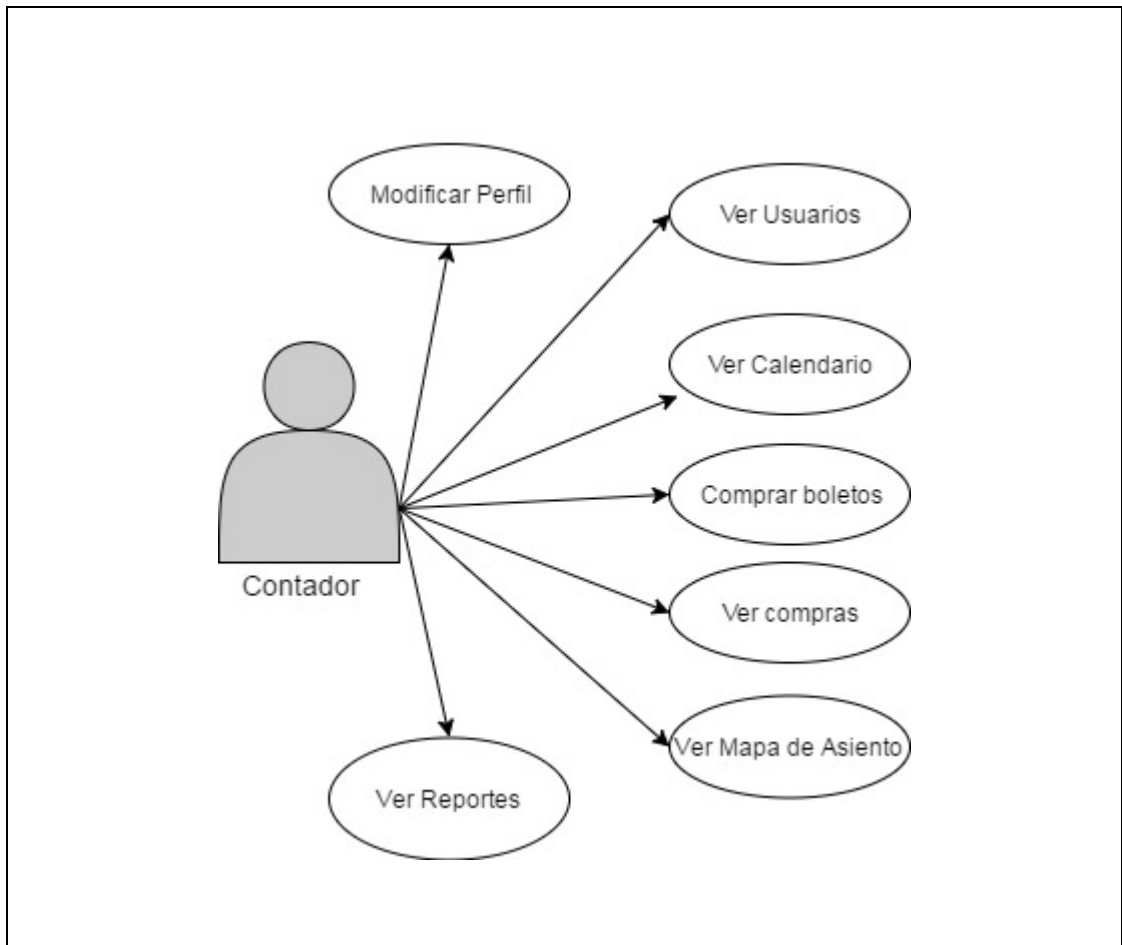 Modificar Perfil
Ver Usuarios
Ver Calendario
Comprar boletos
Contador
Ver compras
Ver Mapa de Asiento
Ver Reportes